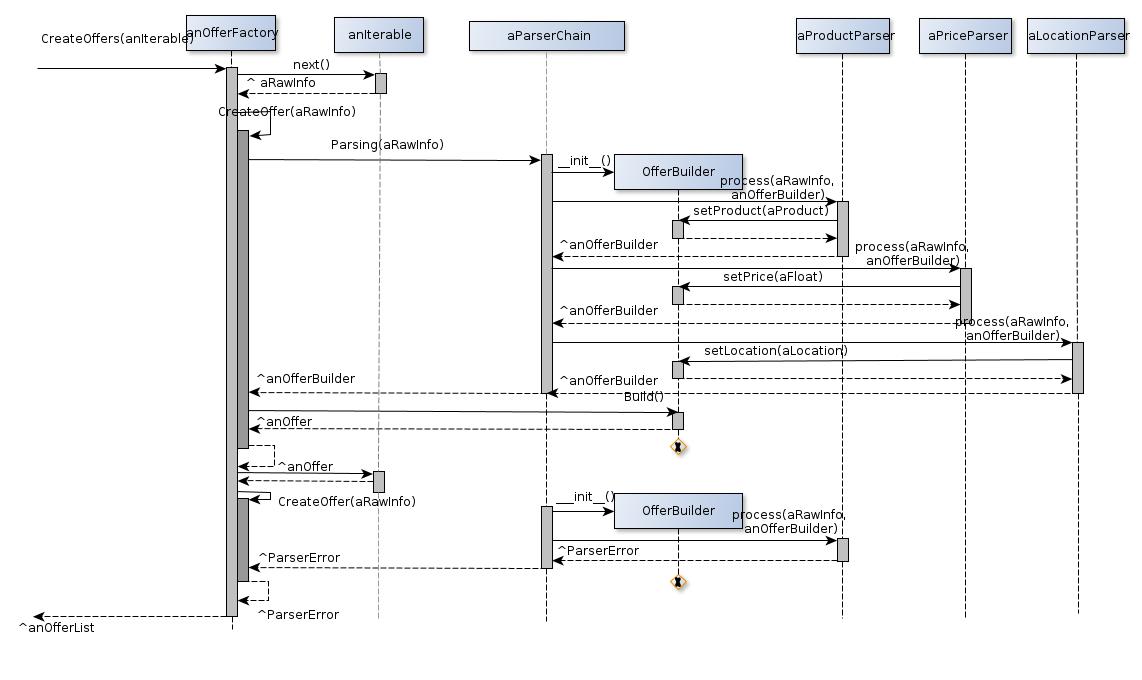 CreateOffers(anIterable)
anOfferFactory
anIterable
aParserChain
aProductParser
aPriceParser
aLocationParser
next()
^ aRawInfo
CreateOffer(aRawInfo)
Parsing(aRawInfo)
__init__()
OfferBuilder
process(aRawInfo,
anOfferBuilder)
setProduct(aProduct)
^anOfferBuilder
process(aRawInfo,
anOfferBuilder)
setPrice(aFloat)
^anOfferBuilder
process(aRawInfo,
anOfferBuilder)
setLocation(aLocation)
^anOfferBuilder
^anOfferBuilder
Build()
^anOffer
^anOffer
CreateOffer(aRawInfo)
___init__()
OfferBuilder
process(aRawInfo,
anOfferBuilder)
^ParserError
^ParserError
^ParserError
^anOfferList